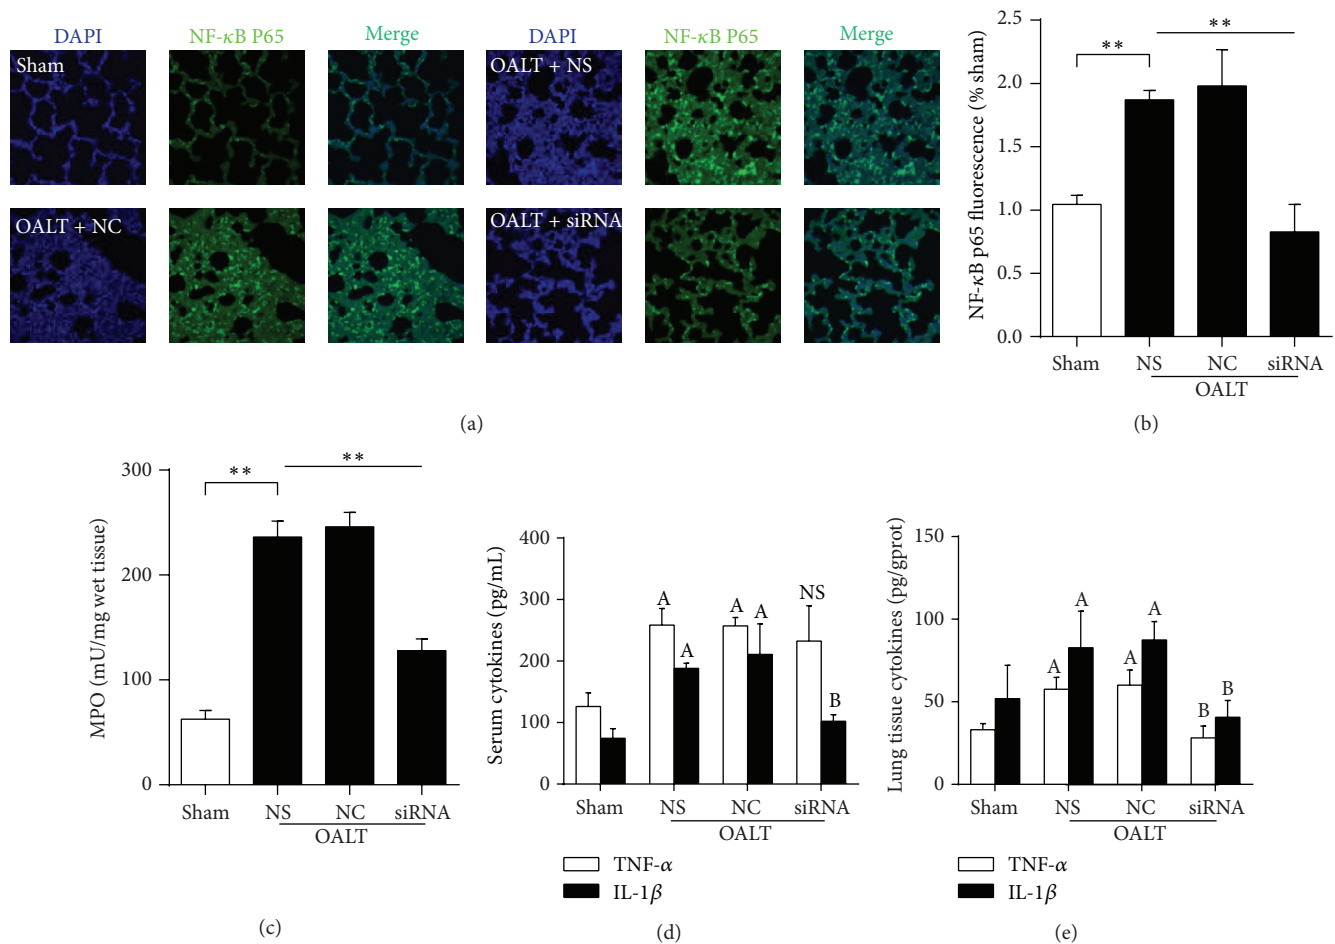 DAPI NF-κB P65 Merge DAPI NF-κB P65 Merge
Sham
OALT + NS
OALT + NC
OALT + siRNA
(a)
NF-κB p65 fluorescence (% sham)
2.5
2.0
1.5
1.0
0.5
0.0
**
**
Sham NS NC siRNA
OALT
(b)
MPO (mU/mg wet tissue)
300
200
100
0
**
**
Sham NS NC siRNA
OALT
(c)
Serum cytokines (pg/mL)
400
300
200
100
0
A
A
A
A
NS
B
Sham NS NC siRNA
OALT
TNF-α
IL-1β
(d)
Lung tissue cytokines (pg/gprot)
150
100
50
0
A
A
A
A
B
B
Sham NS NC siRNA
OALT
TNF-α
IL-1β
(e)